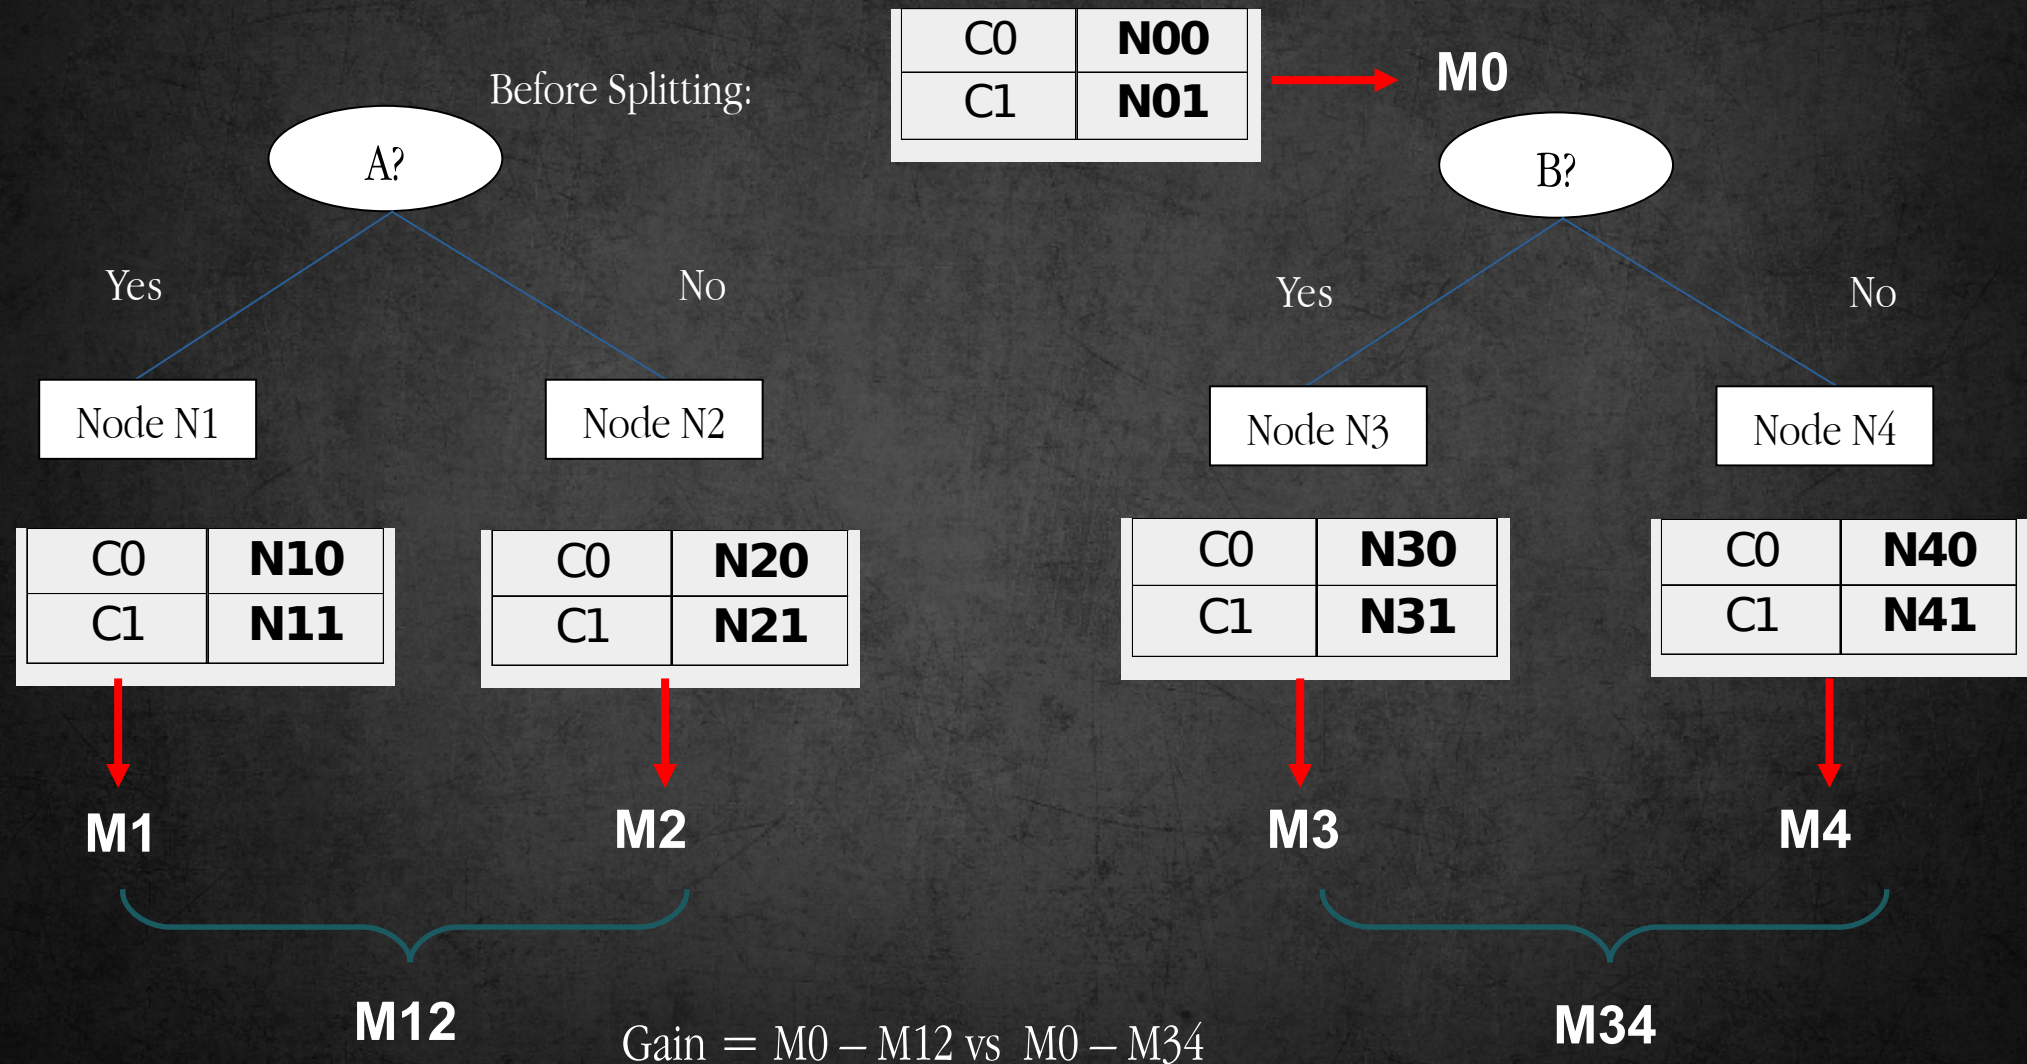 C0 N00
C1 N01
M0
Before Splitting:
A?
B?
Yes No
Yes No
Node N1
Node N2
Node N3
Node N4
C0 N10
C1 N11
C0 N20
C1 N21
C0 N30
C1 N31
C0 N40
C1 N41
M1
M2
M3
M4
M12
M34
Gain = M0 – M12 vs M0 – M34